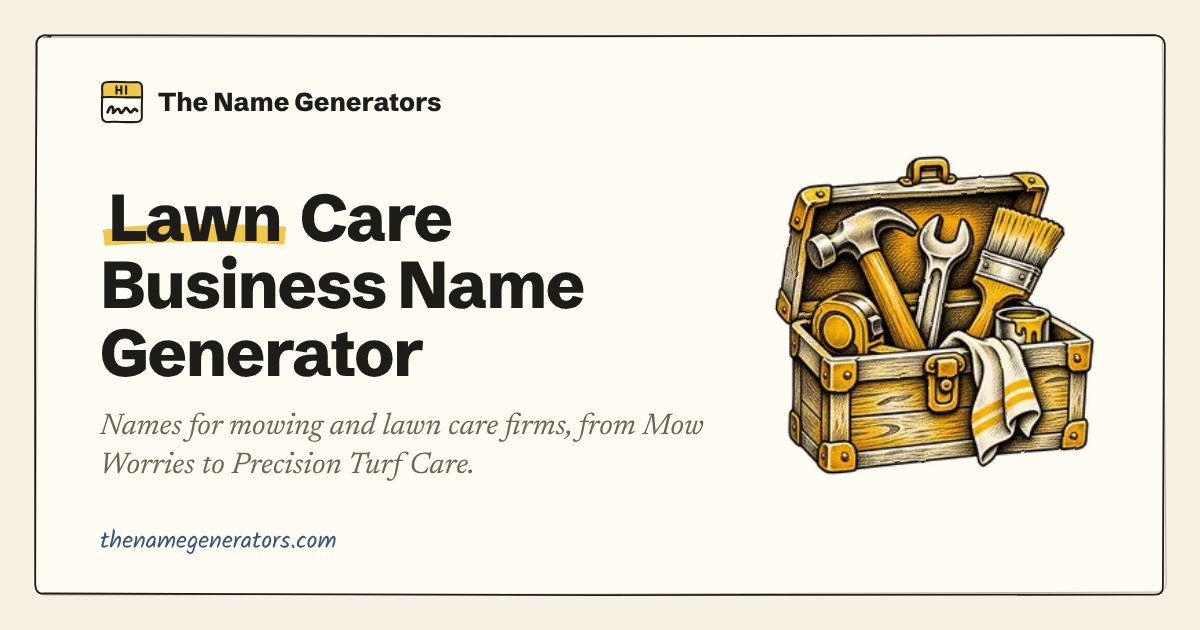 HI
The Name Generators
Lawn Care
Business Name
Generator
Names for mowing and lawn care firms, from Mow
Worries to Precision Turf Care.
thenamegenerators.com